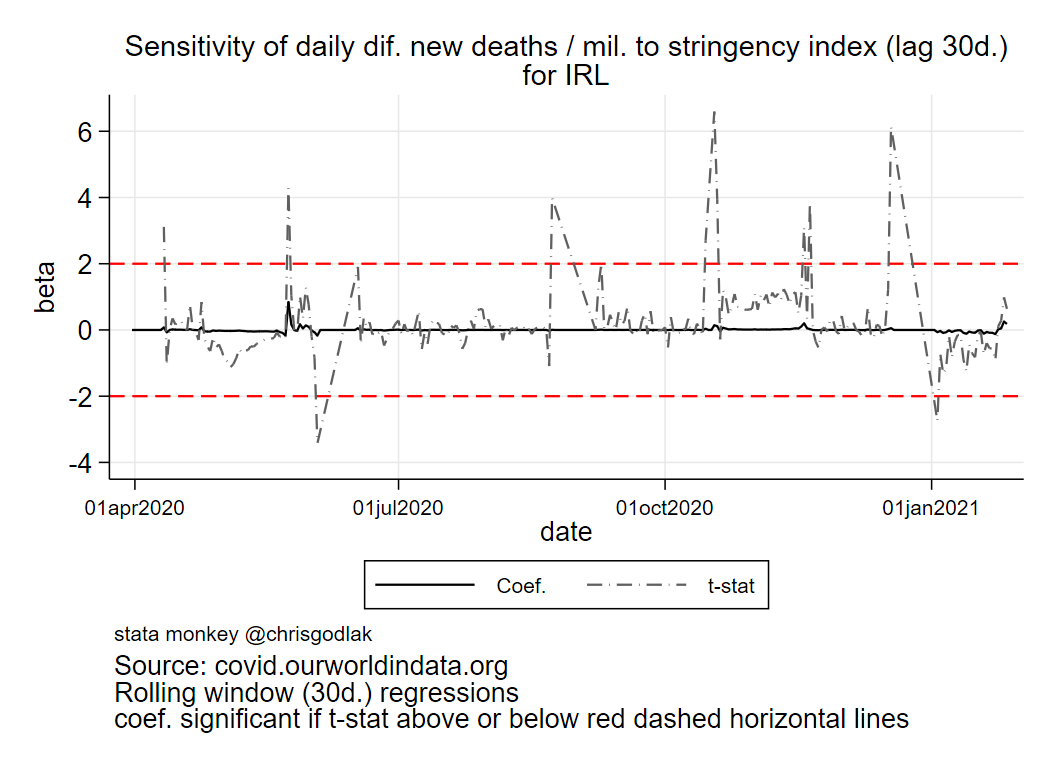 Sensitivity of daily dif. new deaths / mil. to stringency index (lag 30d.)
for IRL
beta
6
4
2
0
-2
-4
01apr2020
01jul2020
01oct2020
01jan2021
date
Coef.
t-stat
stata monkey @chrisgodlak
Source: covid.ourworldindata.org
Rolling window (30d.) regressions
coef. significant if t-stat above or below red dashed horizontal lines